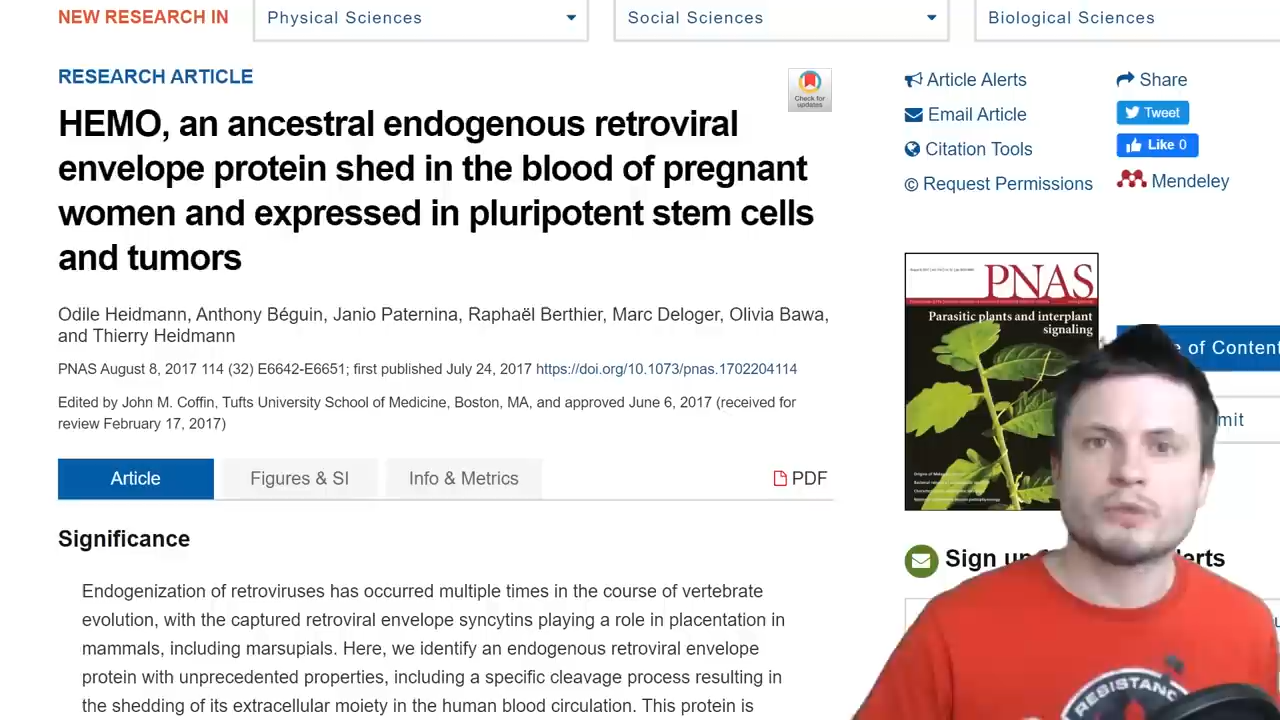 NEW RESEARCH IN
Physical Sciences
Social Sciences
Biological Sciences
RESEARCH ARTICLE
Check for
updates
HEMO, an ancestral endogenous retroviral
envelope protein shed in the blood of pregnant
women and expressed in pluripotent stem cells
and tumors
Odile Heidmann, Anthony Béguin, Janio Paternina, Raphaël Berthier, Marc Deloger, Olivia Bawa,
and Thierry Heidmann
PNAS August 8, 2017 114 (32) E6642-E6651; first published July 24, 2017 https://doi.org/10.1073/pnas.1702204114
Edited by John M. Coffin, Tufts University School of Medicine, Boston, MA, and approved June 6, 2017 (received for
review February 17, 2017)
Article
Figures & SI
Info & Metrics
PDF
Significance
Endogenization of retroviruses has occurred multiple times in the course of vertebrate
evolution, with the captured retroviral envelope syncytins playing a role in placentation in
mammals, including marsupials. Here, we identify an endogenous retroviral envelope
protein with unprecedented properties, including a specific cleavage process resulting in
the shedding of its extracellular moiety in the human blood circulation. This protein is
Article Alerts
Share
Email Article
Tweet
Citation Tools
Like 0
© Request Permissions
Mendeley
PNAS
Parasitic plants and interplant
signaling
e of Content
mit
Sign u
erts
RESISTANC